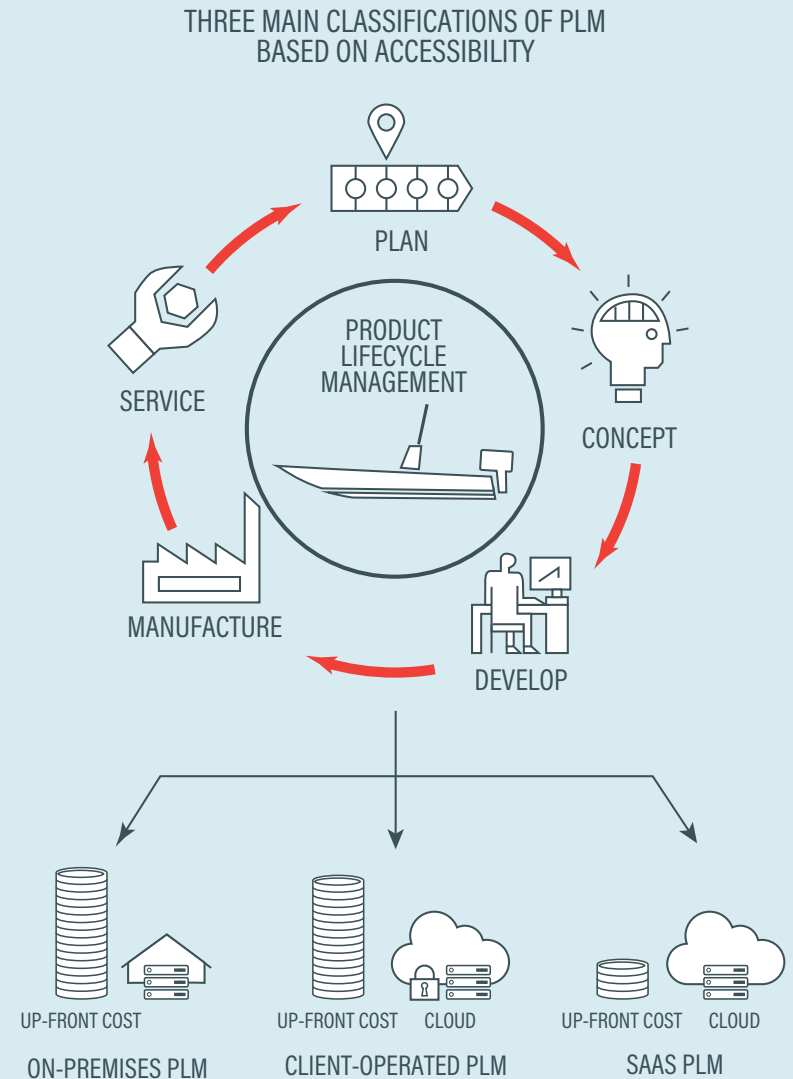 THREE MAIN CLASSIFICATIONS OF PLM
BASED ON ACCESSIBILITY
PLAN
CONCEPT
DEVELOP
MANUFACTURE
SERVICE
PRODUCT
LIFECYCLE
MANAGEMENT
UP-FRONT COST
ON-PREMISES PLM
UP-FRONT COST
CLOUD
CLIENT-OPERATED PLM
UP-FRONT COST
CLOUD
SAAS PLM